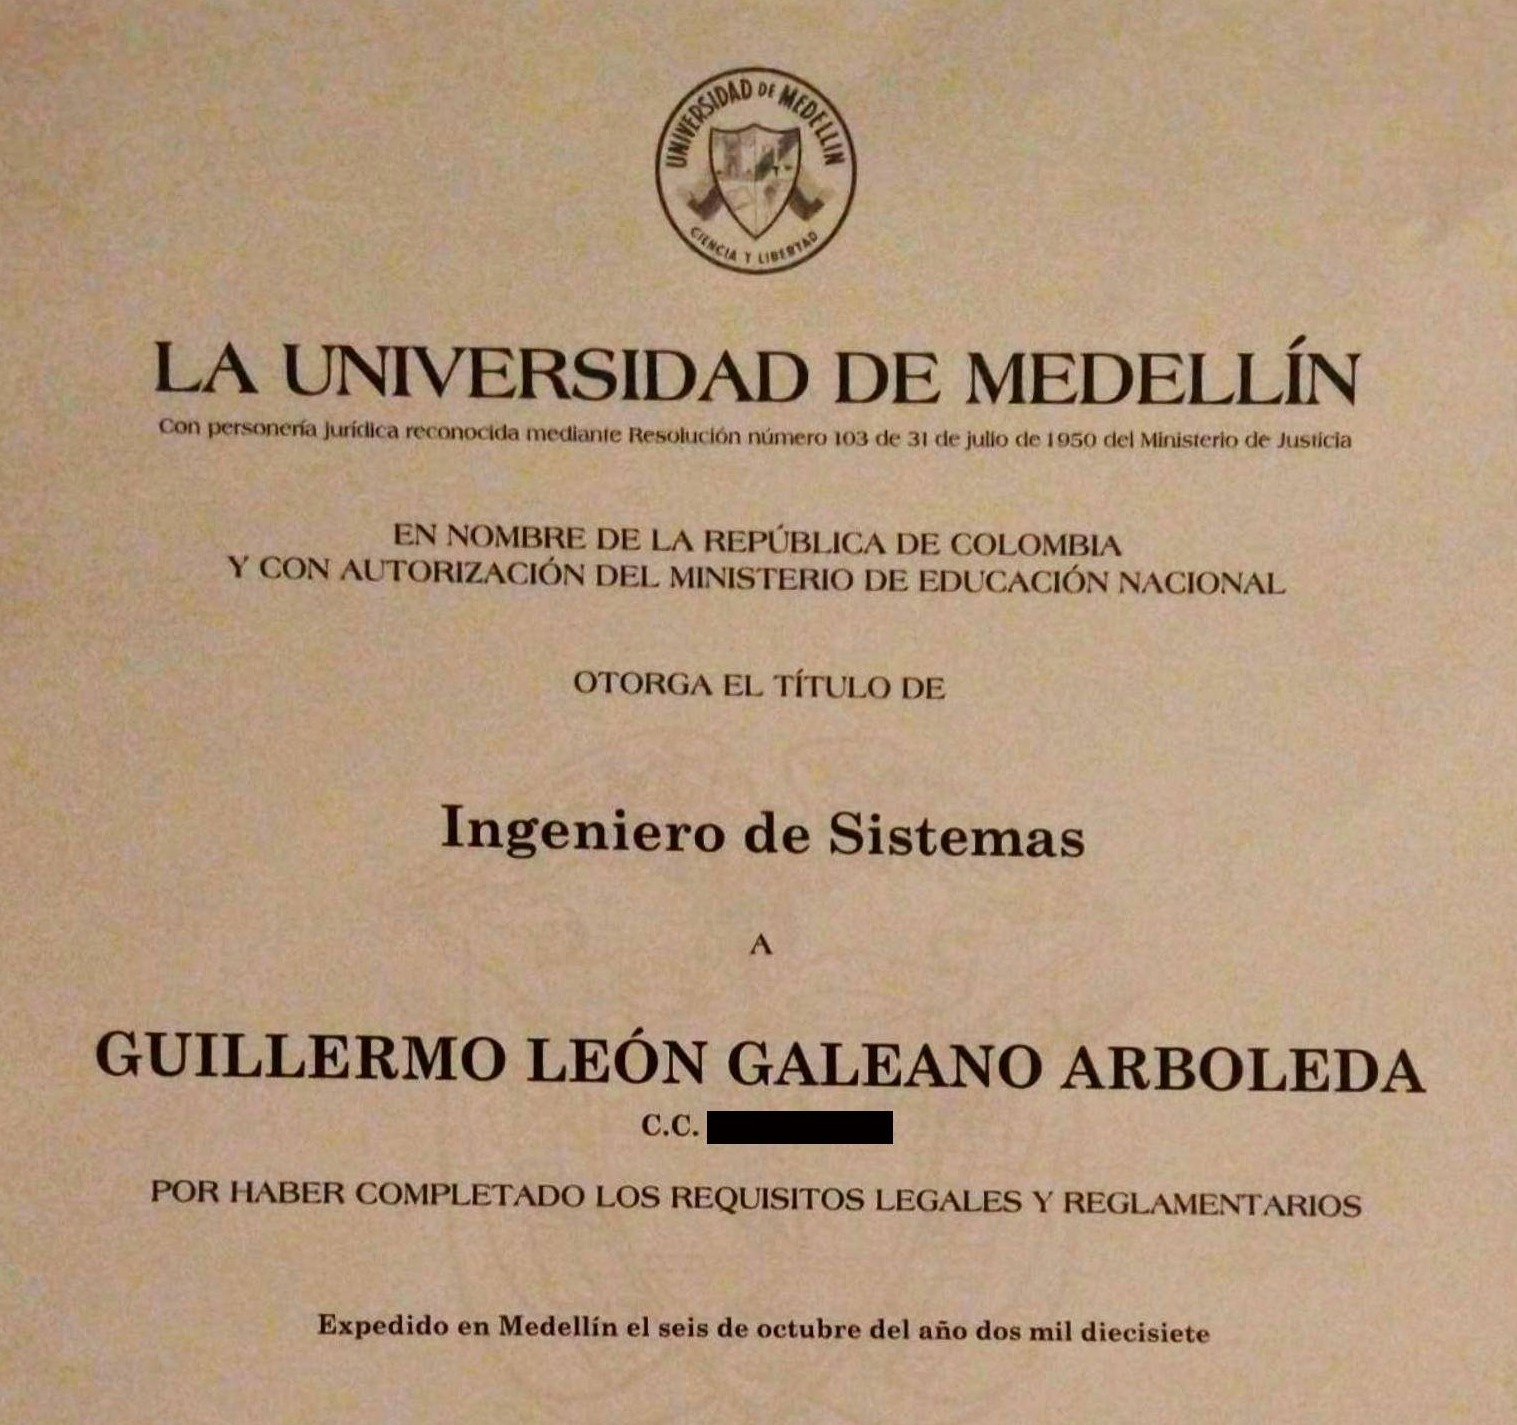 UNIVERSIDAD DE MEDELLIN
CIENCIA Y LIBERTAD
LA UNIVERSIDAD DE MEDELLÍN
Con personería jurídica reconocida mediante Resolución número 103 de 31 de julio de 1950 del Ministerio de Justicia
EN NOMBRE DE LA REPÚBLICA DE COLOMBIA
Y CON AUTORIZACIÓN DEL MINISTERIO DE EDUCACIÓN NACIONAL
OTORGA EL TÍTULO DE
Ingeniero de Sistemas
A
GUILLERMO LEÓN GALEANO ARBOLEDA
C.C.
POR HABER COMPLETADO LOS REQUISITOS LEGALES Y REGLAMENTARIOS
Expedido en Medellín el seis de octubre del año dos mil diecisiete